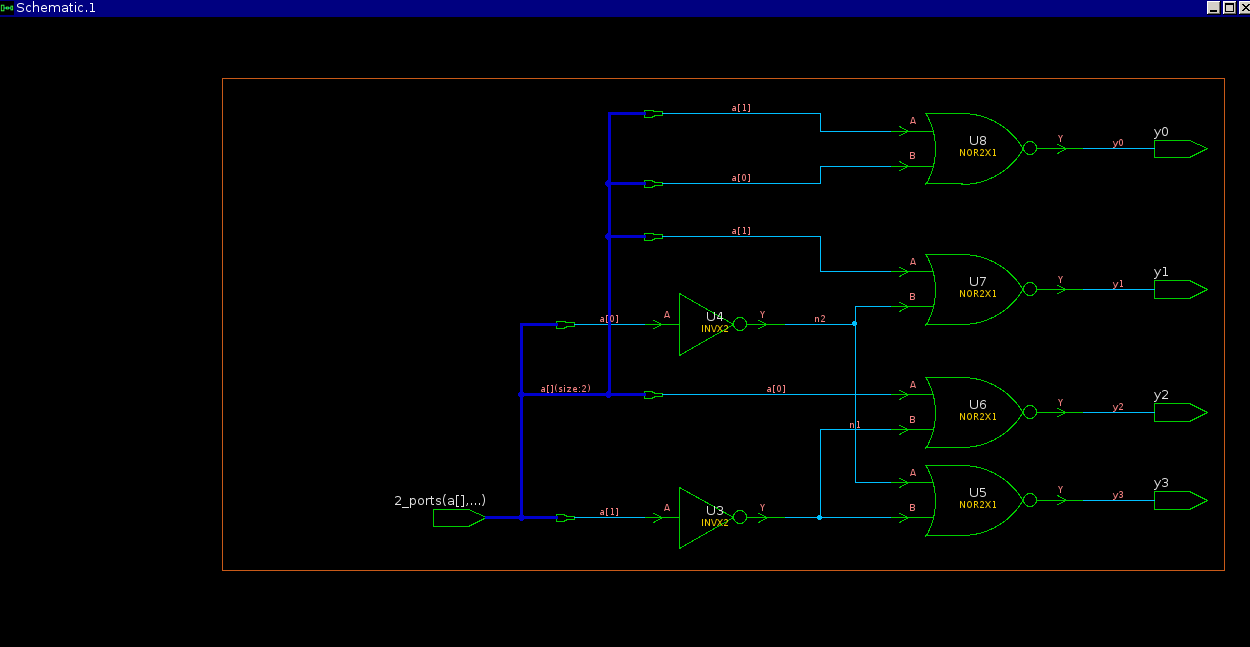 Schematic.1
a[1]
A
U8
NOR2X1
B
Y
y0
y0
a[0]
a[1]
A
U7
NOR2X1
B
Y
y1
y1
a[0]
A
U4
INVX2
Y
n2
a[](size:2)
a[0]
A
U6
NOR2X1
B
Y
y2
y2
n1
2_ports(a[],...)
a[1]
A
U3
INVX2
Y
A
U5
NOR2X1
B
Y
y3
y3